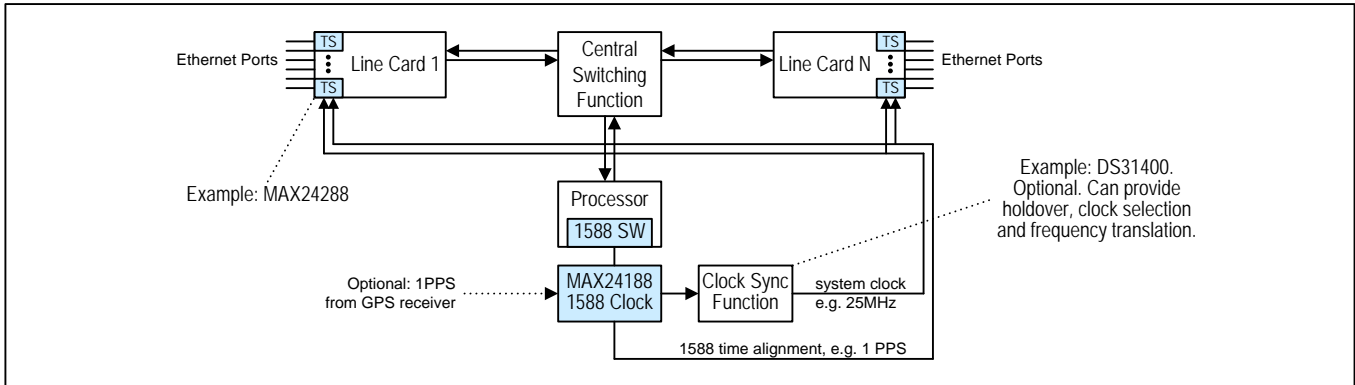 Ethernet Ports
TS
TS
Line Card 1
Central
Switching
Function
Line Card N
TS
TS
Ethernet Ports
Example: MAX24288
Processor
1588 SW
Example: DS31400.
Optional. Can provide
holdover, clock selection
and frequency translation.
Optional: 1PPS
from GPS receiver
MAX24188
1588 Clock
Clock Sync
Function
system clock
e.g. 25MHz
1588 time alignment, e.g. 1 PPS